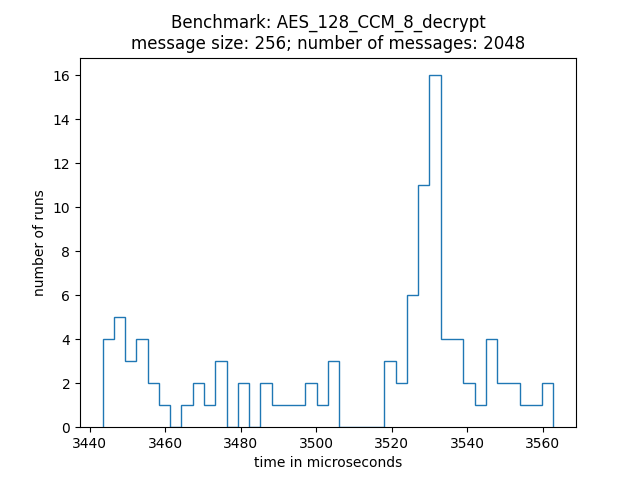 Benchmark: AES_128_CCM_8_decrypt
message size: 256; number of messages: 2048
16
14
12
10
8
6
4
2
0
number of runs
3440 3460 3480 3500 3520 3540 3560
time in microseconds